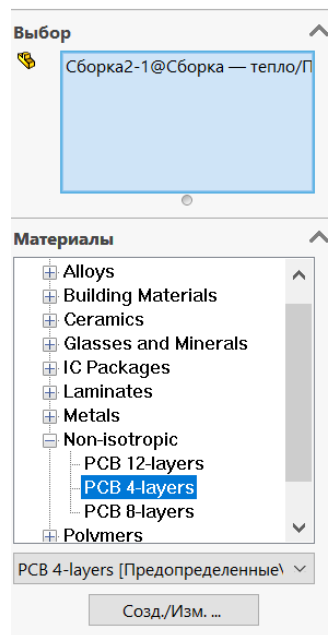 Выбор
Сборка2-1@Сборка — тепло/П
Материалы
Alloys
Building Materials
Ceramics
Glasses and Minerals
IC Packages
Laminates
Metals
Non-isotropic
PCB 12-layers
PCB 4-layers
PCB 8-layers
Polymers
PCB 4-layers [Предопределенные\
Созд./Изм. ...